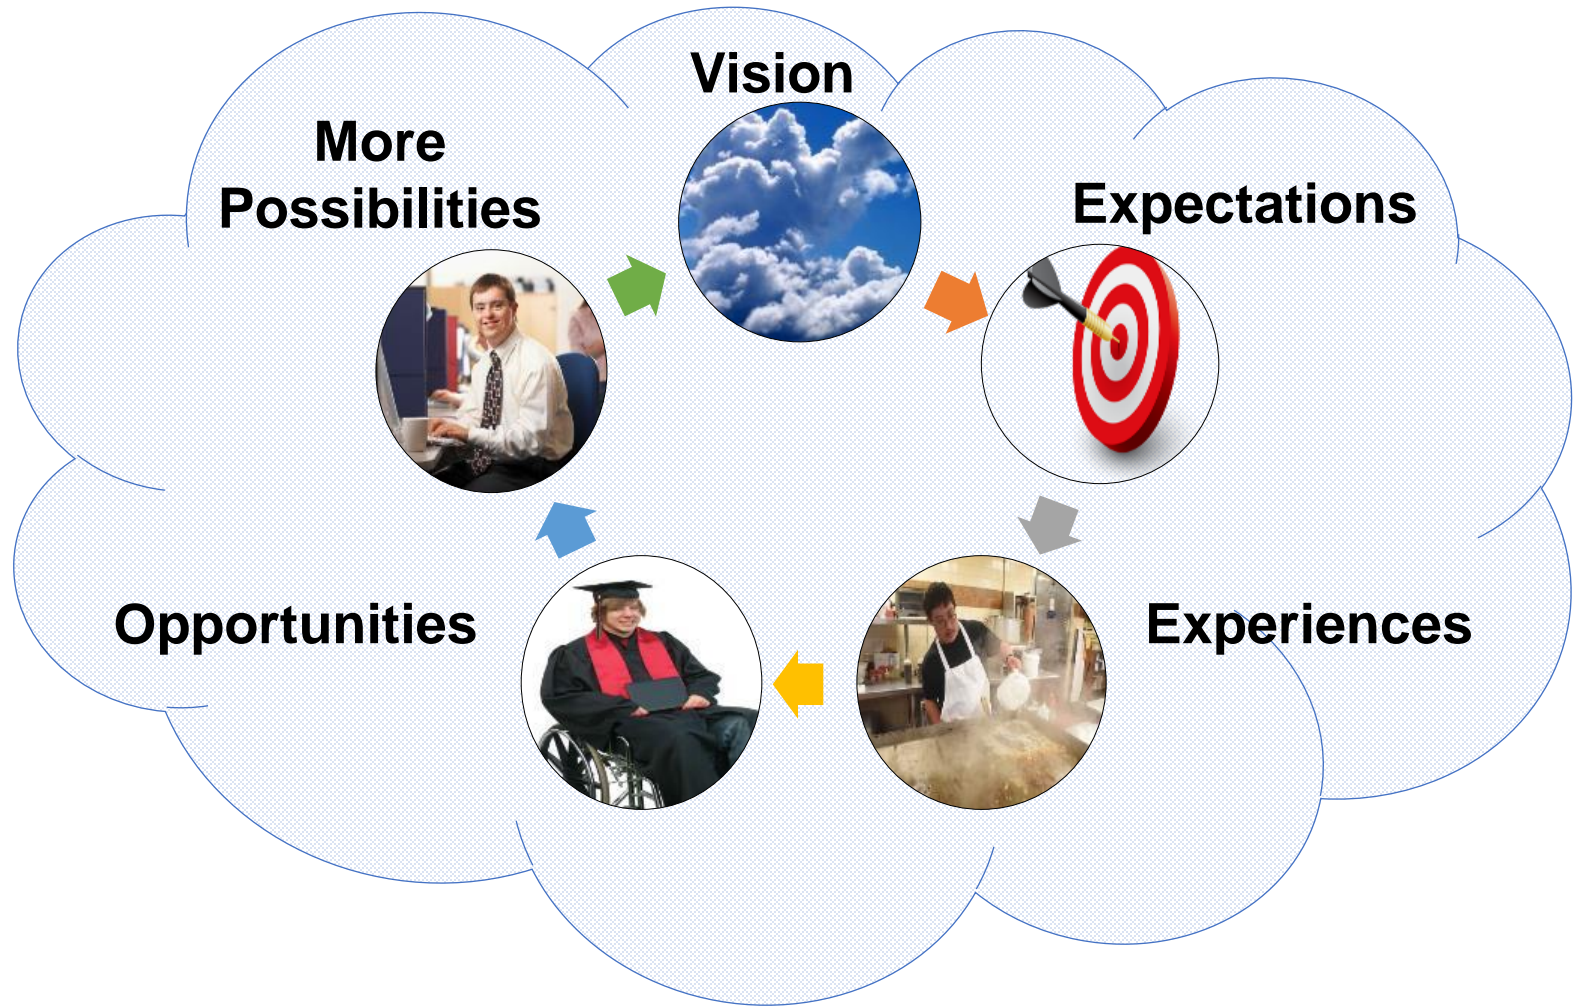 Vision
More
Possibilities
Expectations
Opportunities
Experiences